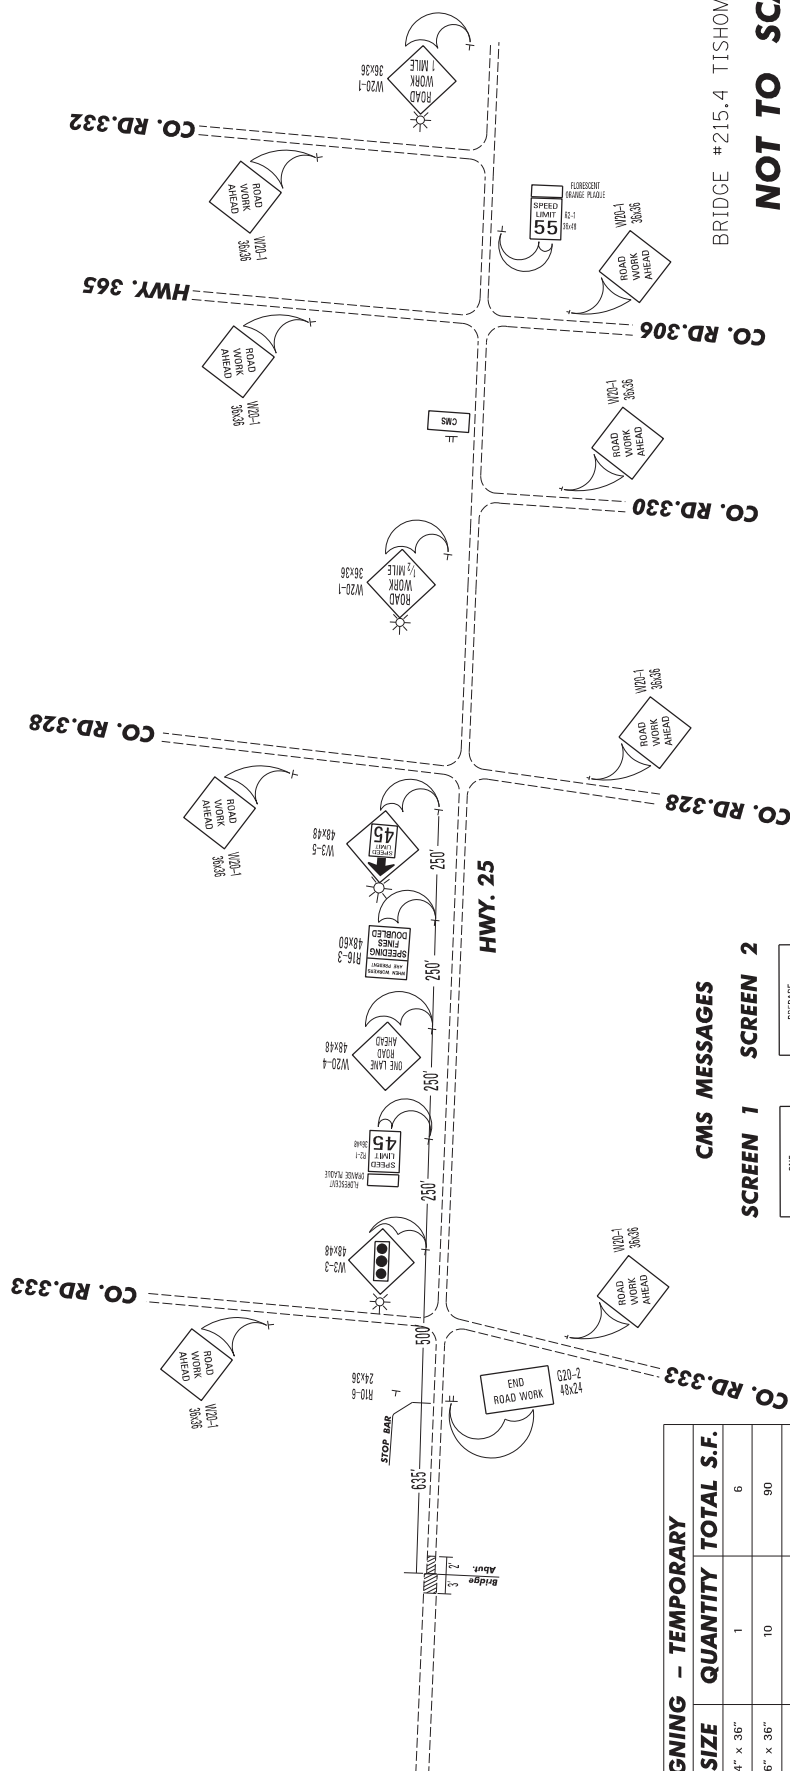 W20-1
36x36
ROAD
WORK
1 MILE
CO. RD.332
ROAD
WORK
AHEAD
W20-1
36x36
FLORESCENT
ORANGE PLAQUE
SPEED
LIMIT
55
R2-1
36x48
HWY. 365
ROAD
WORK
AHEAD
W20-1
36x36
W20-1
36x36
ROAD
WORK
AHEAD
CO. RD.306
CMS
W20-1
36x36
ROAD
WORK
AHEAD
CO. RD.330
W20-1
36x36
ROAD
WORK
1/2 MILE
CO. RD.328
ROAD
WORK
AHEAD
W20-1
36x36
W20-1
36x36
ROAD
WORK
AHEAD
CO. RD.328
W3-5
48x48
SPEED
LIMIT
45
250'
R16-3
48x60
SPEEDING
FINES
DOUBLED
WHEN WORKERS
ARE PRESENT
250'
HWY. 25
W20-4
48x48
ONE LANE
ROAD
AHEAD
250'
FLORESCENT
ORANGE PLAQUE
SPEED
LIMIT
45
R2-1
36x48
250'
W3-3
48x48
CO. RD.333
ROAD
WORK
AHEAD
W20-1
36x36
500'
W20-1
36x36
ROAD
WORK
AHEAD
CO. RD.333
R10-6
24x36
STOP BAR
END
ROAD WORK
G20-2
48x24
635'
3'
2'
Bridge
Abut.
BRIDGE #215.4 TISHOM
NOT TO SCA
CMS MESSAGES
SCREEN 1
SCREEN 2
PREPARE
GNING - TEMPORARY
SIZE QUANTITY TOTAL S.F.
4" x 36" 1 6
6" x 36" 10 90